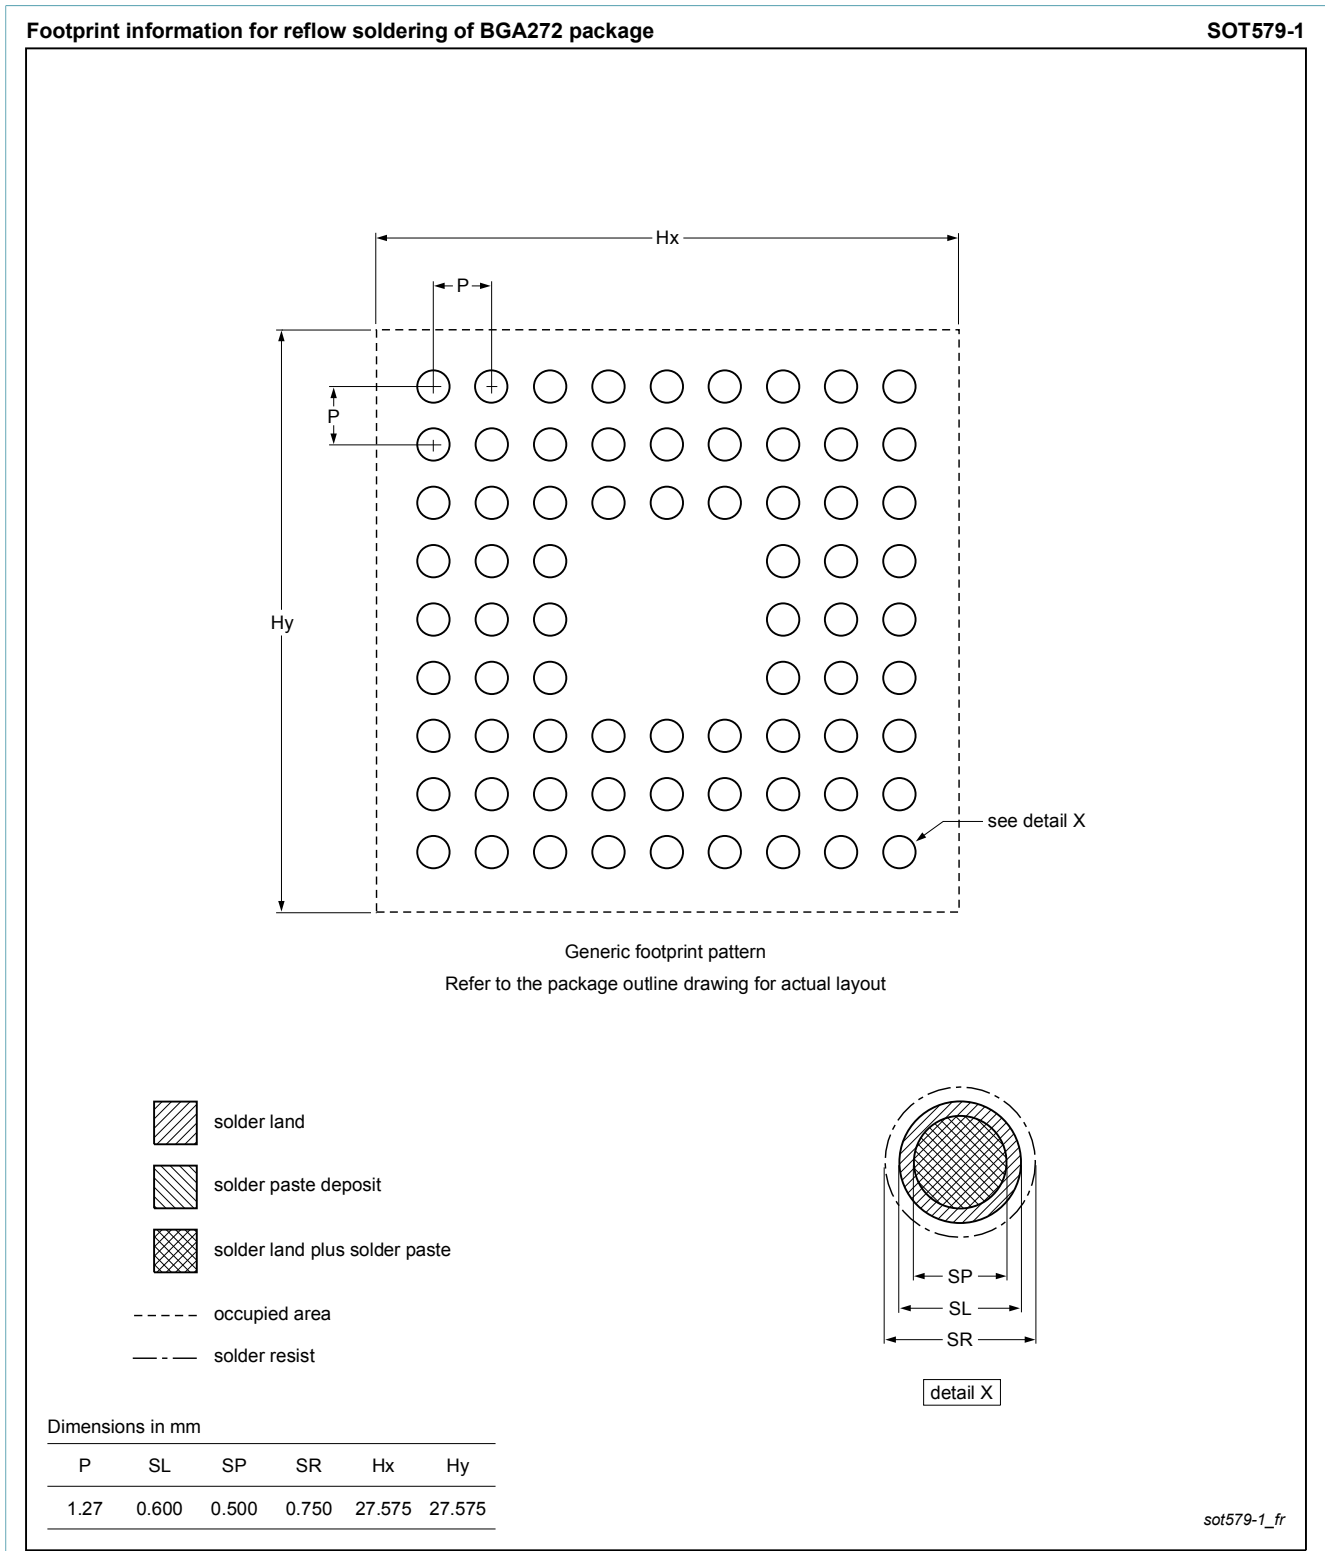 Footprint information for reflow soldering of BGA272 package SOT579-1
Hx
P
P
Hy
see detail X
Generic footprint pattern
Refer to the package outline drawing for actual layout
solder land
solder paste deposit
solder land plus solder paste
occupied area
solder resist
SP
SL
SR
detail X
Dimensions in mm
P SL SP SR Hx Hy
1.27 0.600 0.500 0.750 27.575 27.575
sot579-1_fr